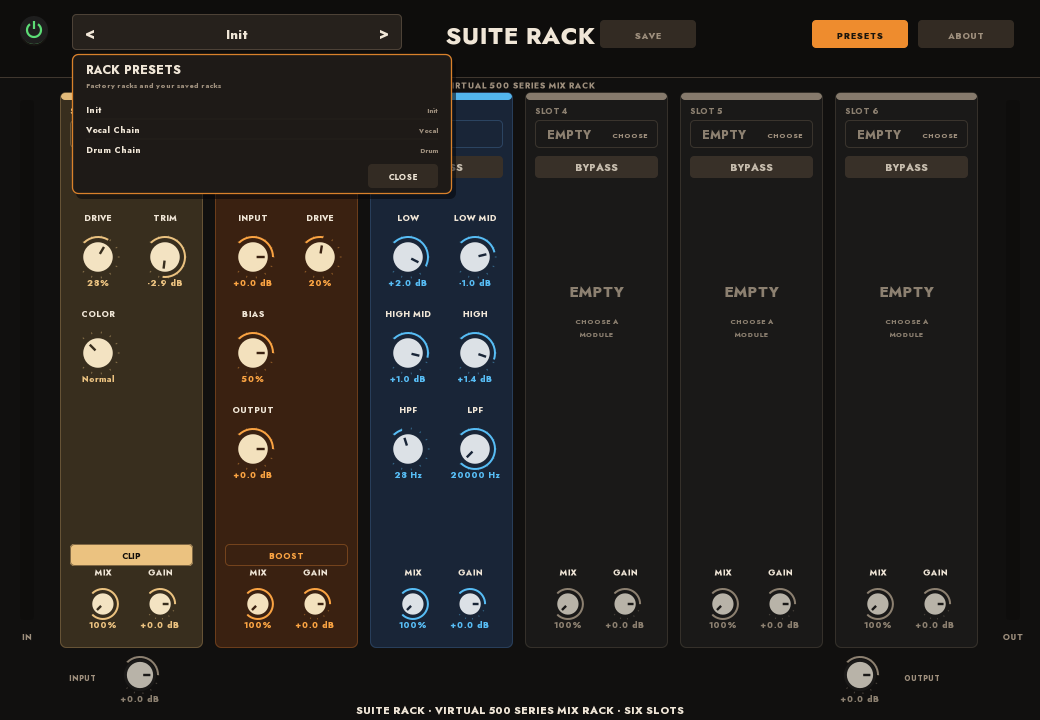 < Init >
SUITE RACK
SAVE
PRESETS
ABOUT
RACK PRESETS
Factory racks and your saved racks
Init Init
Vocal Chain Vocal
Drum Chain Drum
CLOSE
VIRTUAL 500 SERIES MIX RACK
SLOT 4 SLOT 5 SLOT 6
EMPTY CHOOSE EMPTY CHOOSE EMPTY CHOOSE
BYPASS BYPASS BYPASS
DRIVE TRIM INPUT DRIVE LOW LOW MID
28% -2.9 dB +0.0 dB 20% +2.0 dB -1.0 dB
EMPTY EMPTY EMPTY
COLOR BIAS HIGH MID HIGH
CHOOSE A CHOOSE A CHOOSE A
MODULE MODULE MODULE
Normal 50% +1.0 dB +1.4 dB
OUTPUT HPF LPF
+0.0 dB 28 Hz 20000 Hz
CLIP BOOST
MIX GAIN MIX GAIN MIX GAIN MIX GAIN MIX GAIN MIX GAIN
100% +0.0 dB 100% +0.0 dB 100% +0.0 dB 100% +0.0 dB 100% +0.0 dB 100% +0.0 dB
IN OUT
INPUT OUTPUT
+0.0 dB +0.0 dB
SUITE RACK · VIRTUAL 500 SERIES MIX RACK · SIX SLOTS